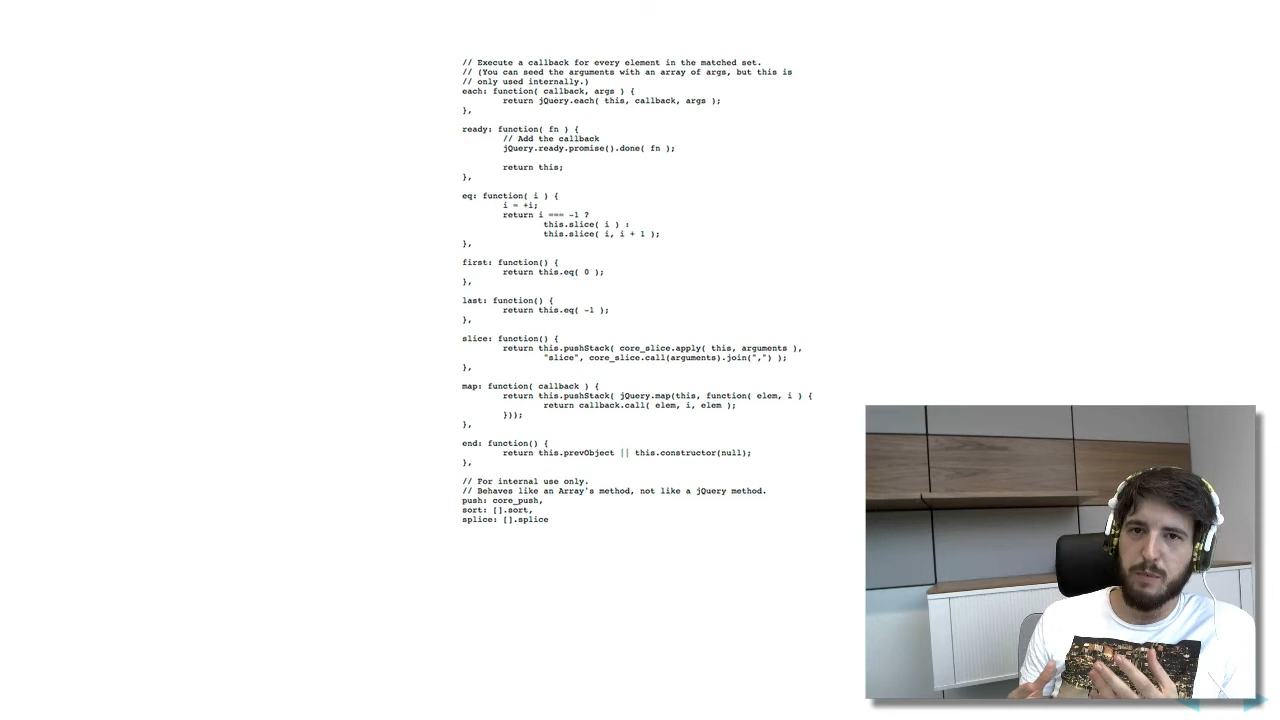 // Execute a callback for every element in the matched set.
// (You can seed the arguments with an array of args, but this is
// only used internally.)
each: function( callback, args ) {
return jQuery.each( this, callback, args );
},
ready: function( fn ) {
// Add the callback
jQuery.ready.promise().done( fn );
return this;
},
eq: function( i ) {
i = +i;
return i === -1 ?
this.slice( i ) :
this.slice( i, i + 1 );
},
first: function() {
return this.eq( 0 );
},
last: function() {
return this.eq( -1 );
},
slice: function() {
return this.pushStack( core_slice.apply( this, arguments ),
"slice", core_slice.call(arguments).join(",") );
},
map: function( callback ) {
return this.pushStack( jQuery.map(this, function( elem, i ) {
return callback.call( elem, i, elem );
}));
},
end: function() {
return this.prevObject || this.constructor(null);
},
// For internal use only.
// Behaves like an Array's method, not like a jQuery method.
push: core_push,
sort: [].sort,
splice: [].splice